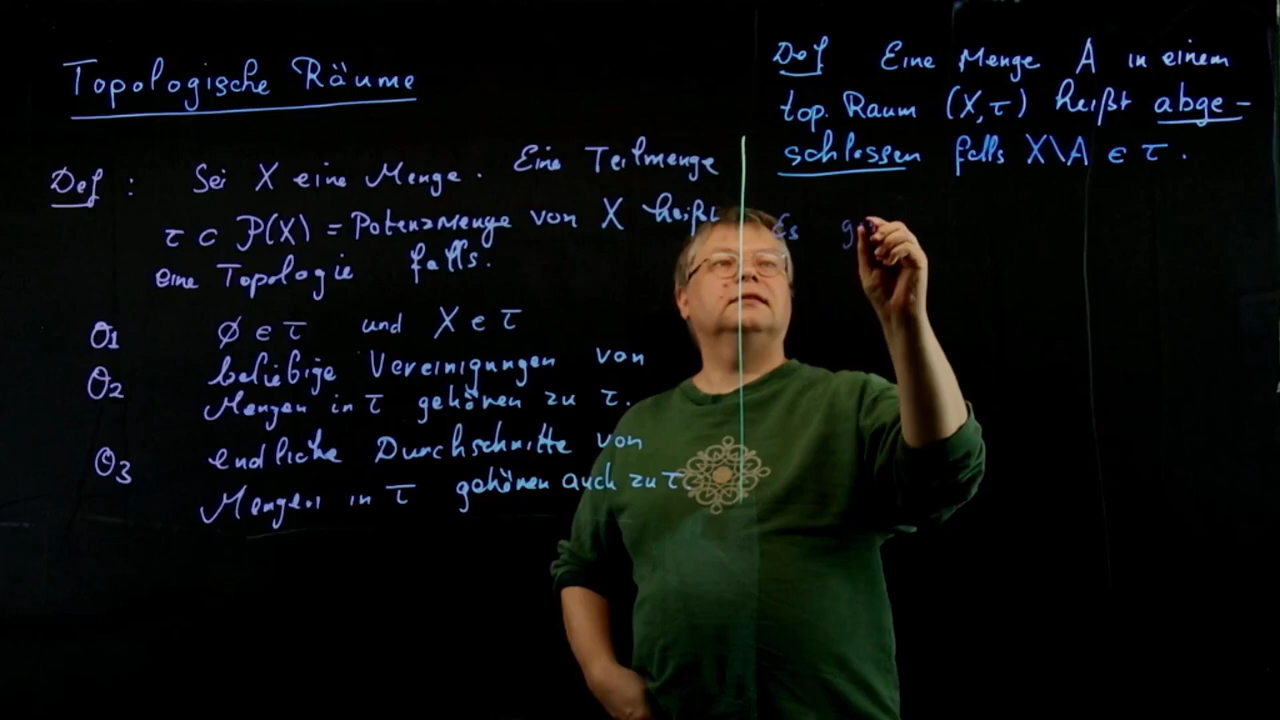 Topologische Räume
Def : Sei X eine Menge. Eine Teilmenge
τ ⊂ P(X) = Potenzmenge von X heißt
eine Topologie falls.
O1 ∅ ∈ τ und X ∈ τ
O2 beliebige Vereinigungen von
Mengen in τ gehören zu τ.
O3 endliche Durchschnitte von
Mengen in τ gehören auch zu τ.
Def Eine Menge A in einem
top. Raum (X,τ) heißt abge-
schlossen falls X\A ∈ τ.
Es g